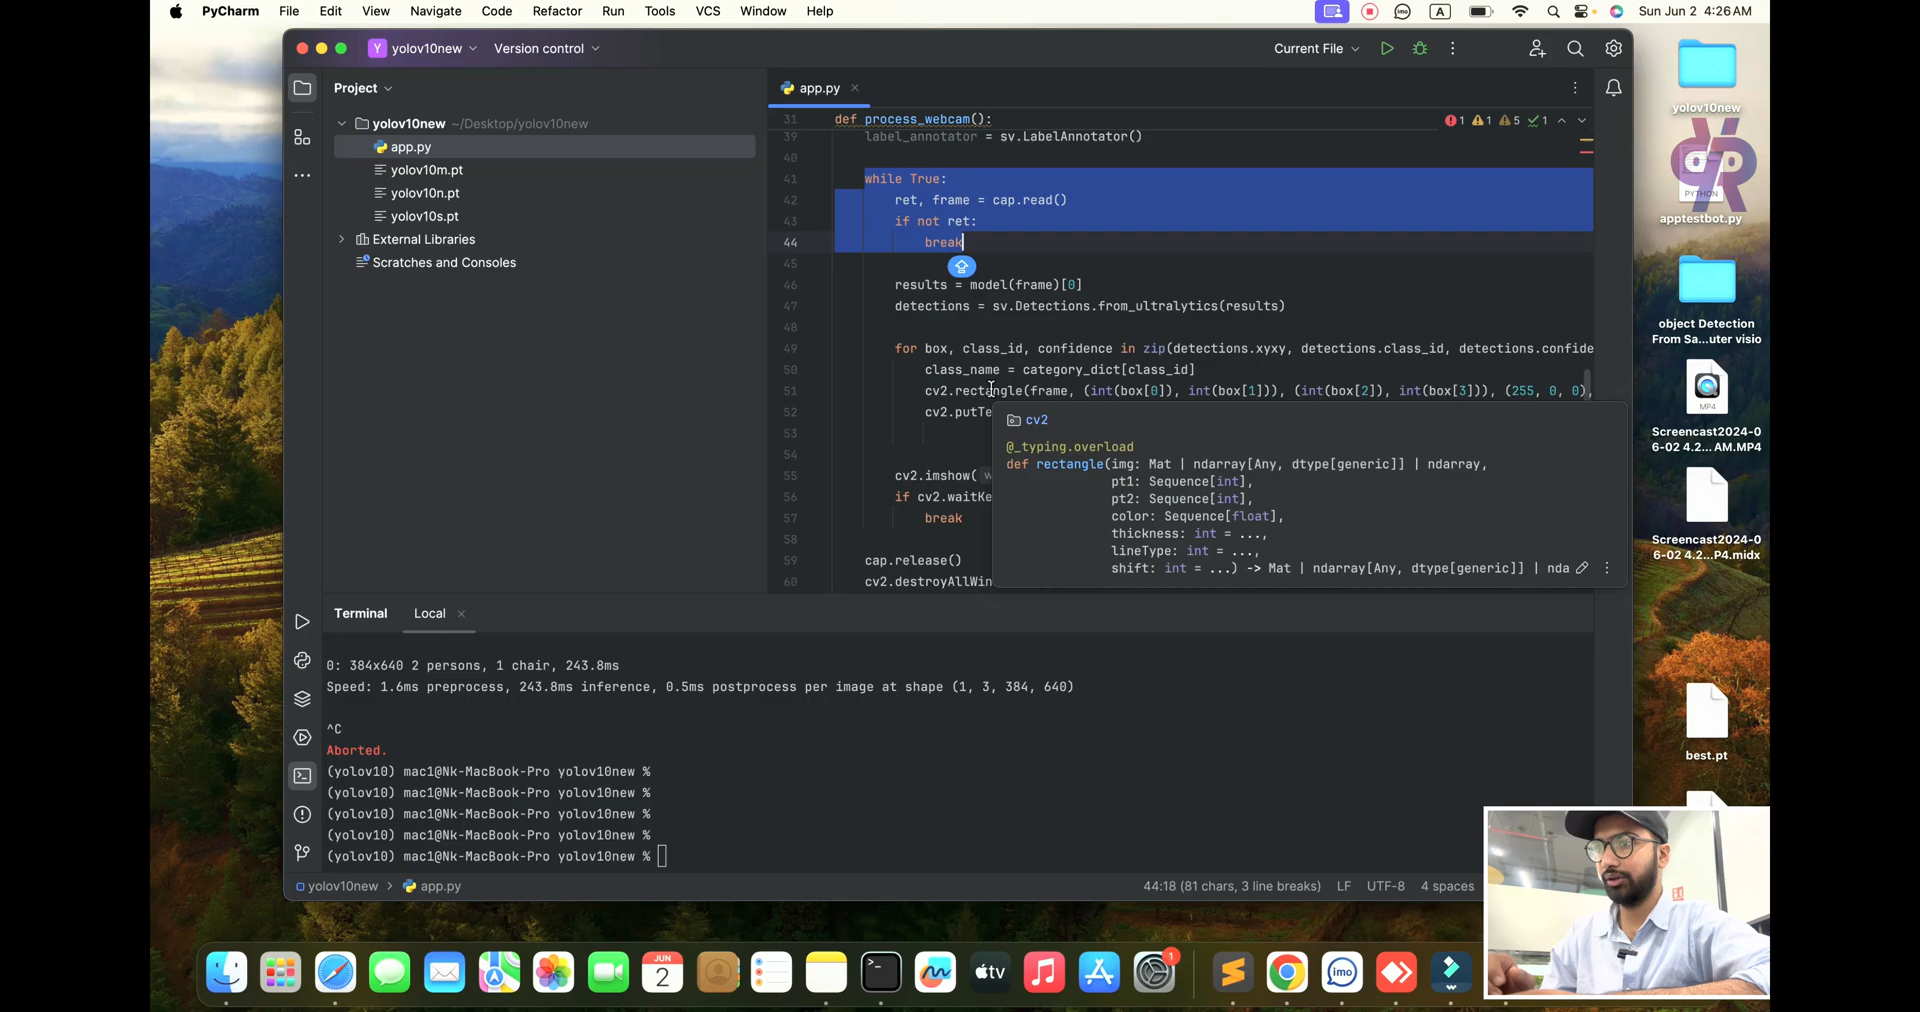 PyCharm File Edit View Navigate Code Refactor Run Tools VCS Window Help
imo A Sun Jun 2 4:26 AM
Y yolov10new Version control Current File
Project
app.py
yolov10new ~/Desktop/yolov10new
app.py
yolov10m.pt
yolov10n.pt
yolov10s.pt
External Libraries
Scratches and Consoles
31 def process_webcam():
1 1 5 1
39 label_annotator = sv.LabelAnnotator()
40
41 while True:
42 ret, frame = cap.read()
43 if not ret:
44 break
45
46 results = model(frame)[0]
47 detections = sv.Detections.from_ultralytics(results)
48
49 for box, class_id, confidence in zip(detections.xyxy, detections.class_id, detections.confide
50 class_name = category_dict[class_id]
51 cv2.rectangle(frame, (int(box[0]), int(box[1])), (int(box[2]), int(box[3])), (255, 0, 0),
52 cv2.putTe
53
54
55 cv2.imshow(
56 if cv2.waitKe
57 break
58
59 cap.release()
60 cv2.destroyAllWin
cv2
@_typing.overload
def rectangle(img: Mat | ndarray[Any, dtype[generic]] | ndarray,
pt1: Sequence[int],
pt2: Sequence[int],
color: Sequence[float],
thickness: int = ...,
lineType: int = ...,
shift: int = ...) -> Mat | ndarray[Any, dtype[generic]] | nda
Terminal Local
0: 384x640 2 persons, 1 chair, 243.8ms
Speed: 1.6ms preprocess, 243.8ms inference, 0.5ms postprocess per image at shape (1, 3, 384, 640)
^C
Aborted.
(yolov10) mac1@Nk-MacBook-Pro yolov10new %
(yolov10) mac1@Nk-MacBook-Pro yolov10new %
(yolov10) mac1@Nk-MacBook-Pro yolov10new %
(yolov10) mac1@Nk-MacBook-Pro yolov10new %
(yolov10) mac1@Nk-MacBook-Pro yolov10new %
yolov10new > app.py
44:18 (81 chars, 3 line breaks) LF UTF-8 4 spaces
yolov10new
PYTHON
apptestbot.py
object Detection
From Sa...uter visio
MP4
Screencast2024-0
6-02 4.2... AM.MP4
Screencast2024-0
6-02 4.2...P4.midx
best.pt
JUN
2
tv
1
imo